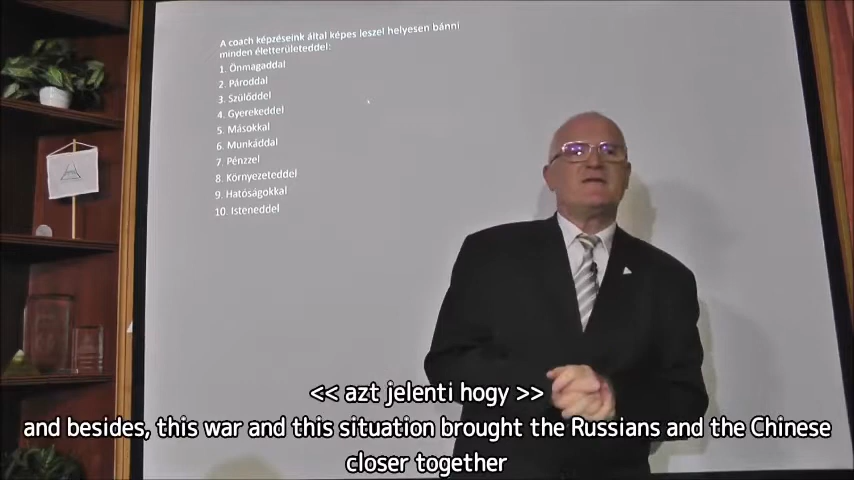 A coach képzéseink által képes leszel helyesen bánni
minden életterületeddel:
1. Önmagaddal
2. Pároddal
3. Szülőddel
4. Gyerekeddel
5. Másokkal
6. Munkáddal
7. Pénzzel
8. Környezeteddel
9. Hatóságokkal
10. Isteneddel
<< azt jelenti hogy >>
and besides, this war and this situation brought the Russians and the Chinese
closer together